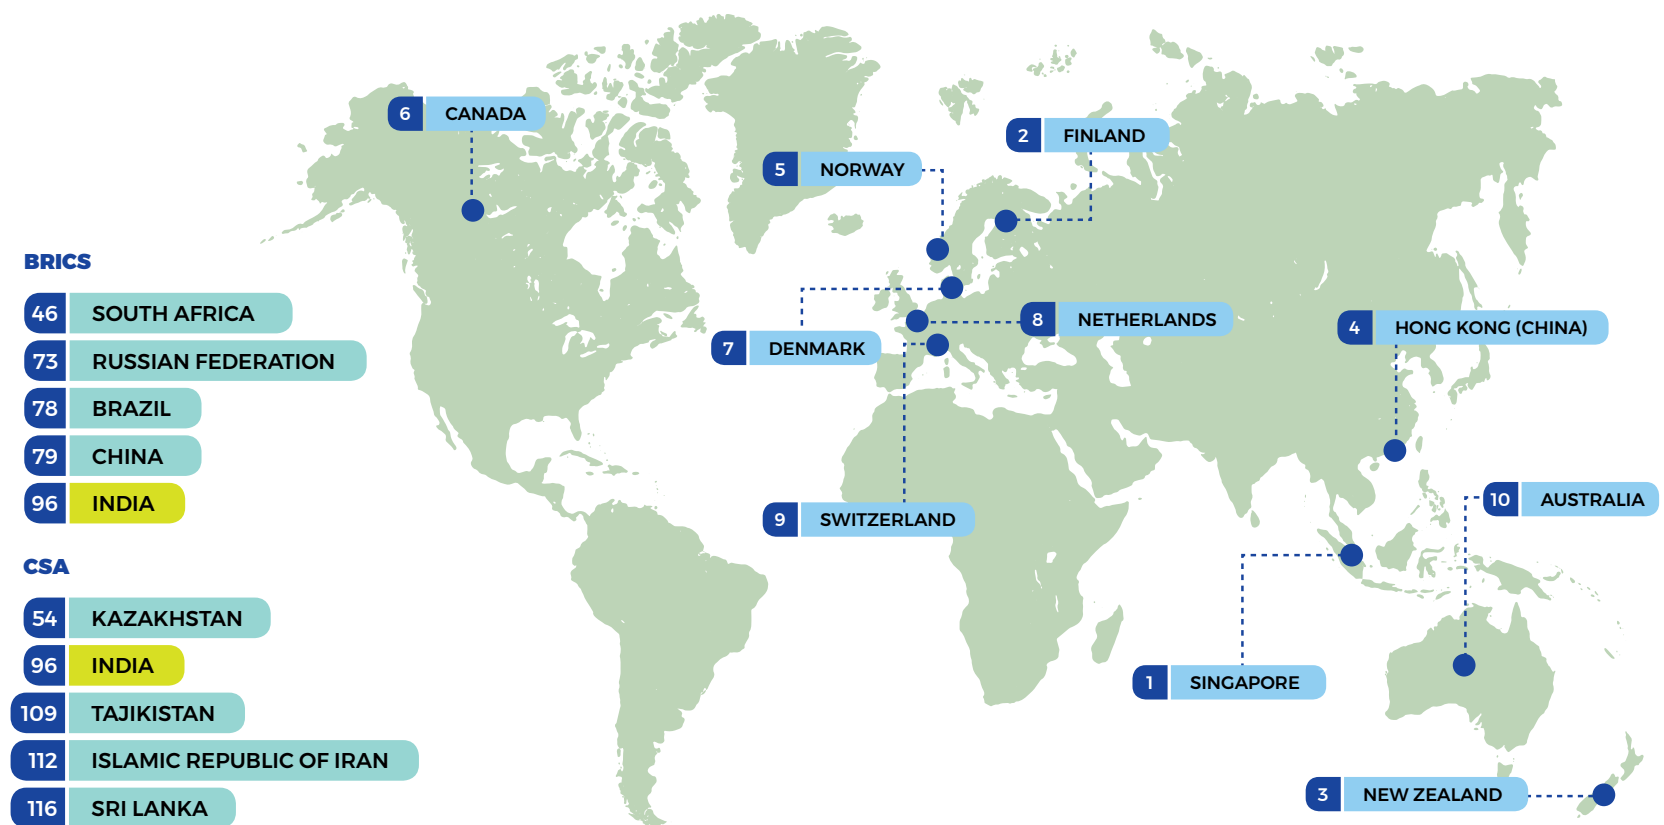 6 CANADA
2 FINLAND
5 NORWAY
BRICS
46 SOUTH AFRICA
73 RUSSIAN FEDERATION
78 BRAZIL
79 CHINA
96 INDIA
CSA
54 KAZAKHSTAN
96 INDIA
109 TAJIKISTAN
112 ISLAMIC REPUBLIC OF IRAN
116 SRI LANKA
8 NETHERLANDS
4 HONG KONG (CHINA)
7 DENMARK
9 SWITZERLAND
10 AUSTRALIA
1 SINGAPORE
3 NEW ZEALAND